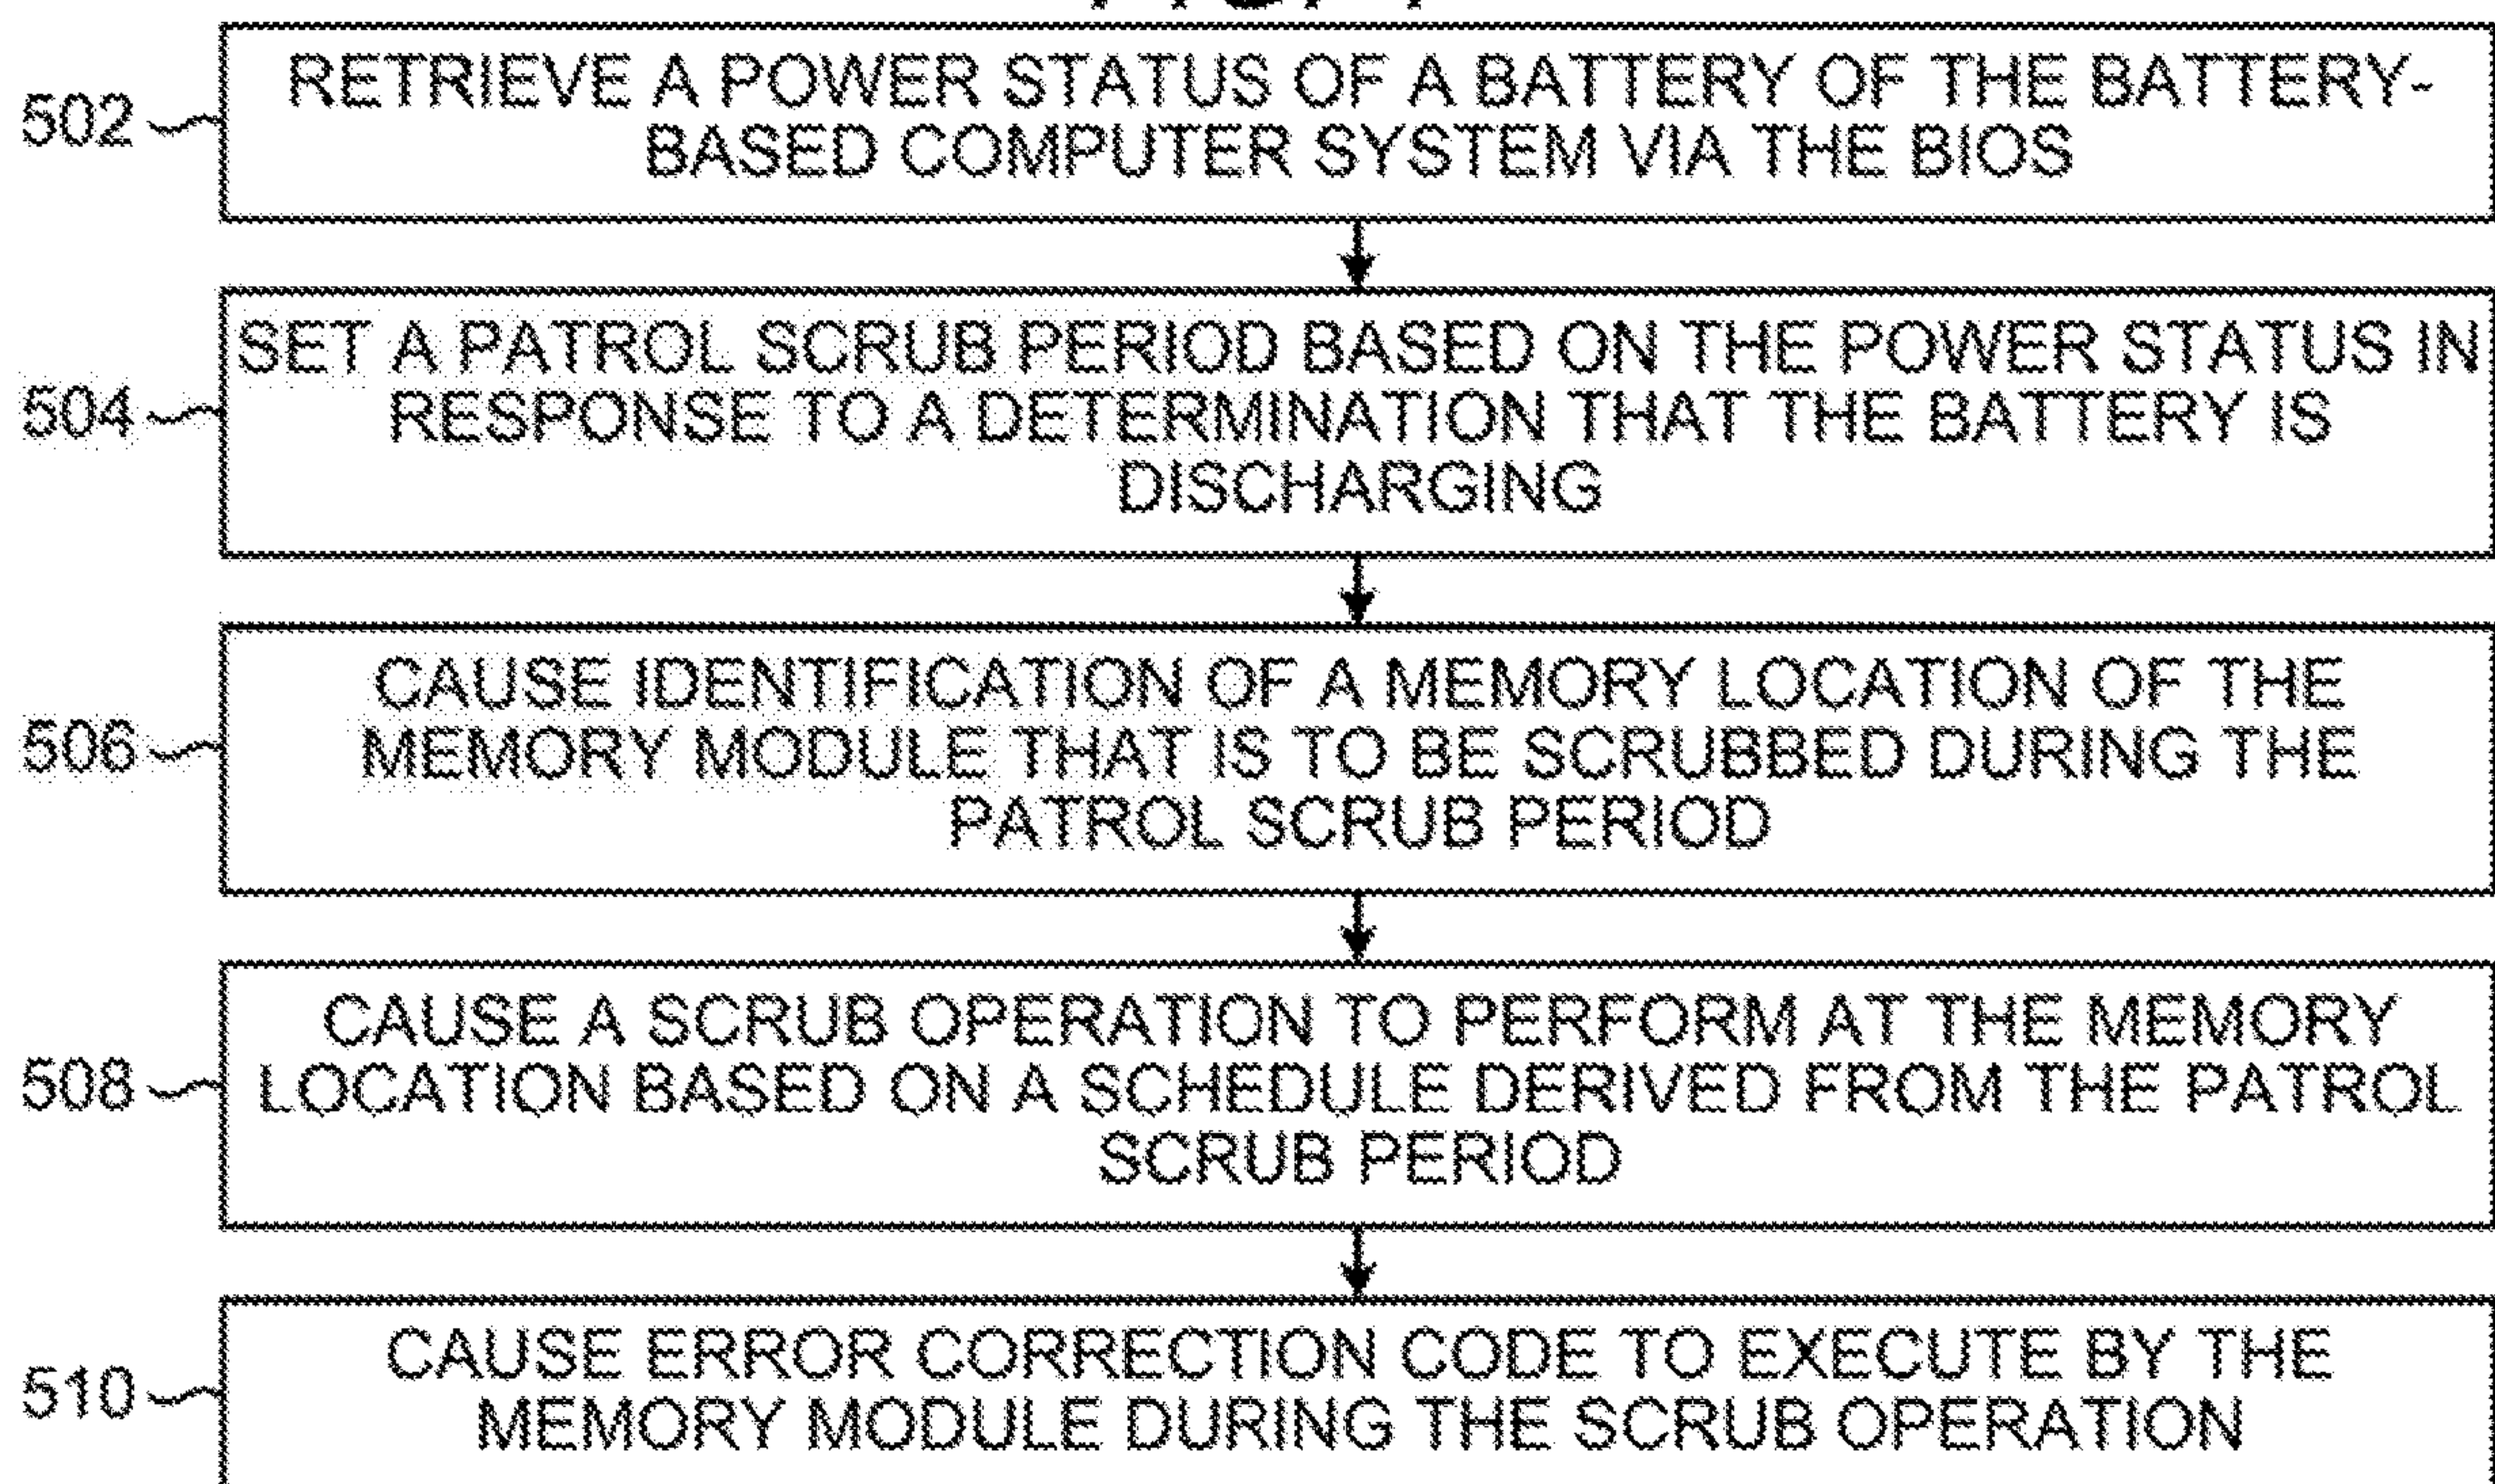 502
RETRIEVE A POWER STATUS OF A BATTERY OF THE BATTERY-
BASED COMPUTER SYSTEM VIA THE BIOS
504
SET A PATROL SCRUB PERIOD BASED ON THE POWER STATUS IN
RESPONSE TO A DETERMINATION THAT THE BATTERY IS
DISCHARGING
506
CAUSE IDENTIFICATION OF A MEMORY LOCATION OF THE
MEMORY MODULE THAT IS TO BE SCRUBBED DURING THE
PATROL SCRUB PERIOD
508
CAUSE A SCRUB OPERATION TO PERFORM AT THE MEMORY
LOCATION BASED ON A SCHEDULE DERIVED FROM THE PATROL
SCRUB PERIOD
510
CAUSE ERROR CORRECTION CODE TO EXECUTE BY THE
MEMORY MODULE DURING THE SCRUB OPERATION